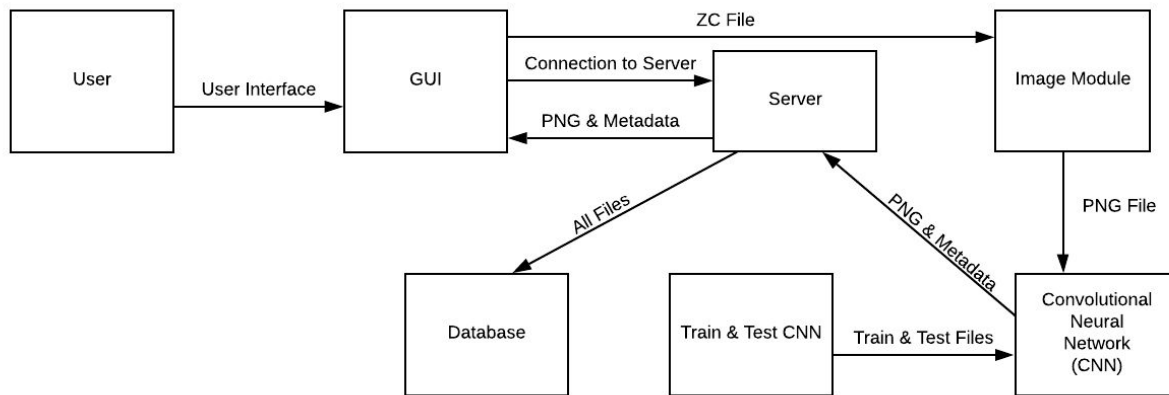 ZC File
User
User Interface
GUI
Connection to Server
PNG & Metadata
Server
Image Module
All Files
PNG & Metadata
PNG File
Database
Train & Test CNN
Train & Test Files
Convolutional
Neural
Network
(CNN)